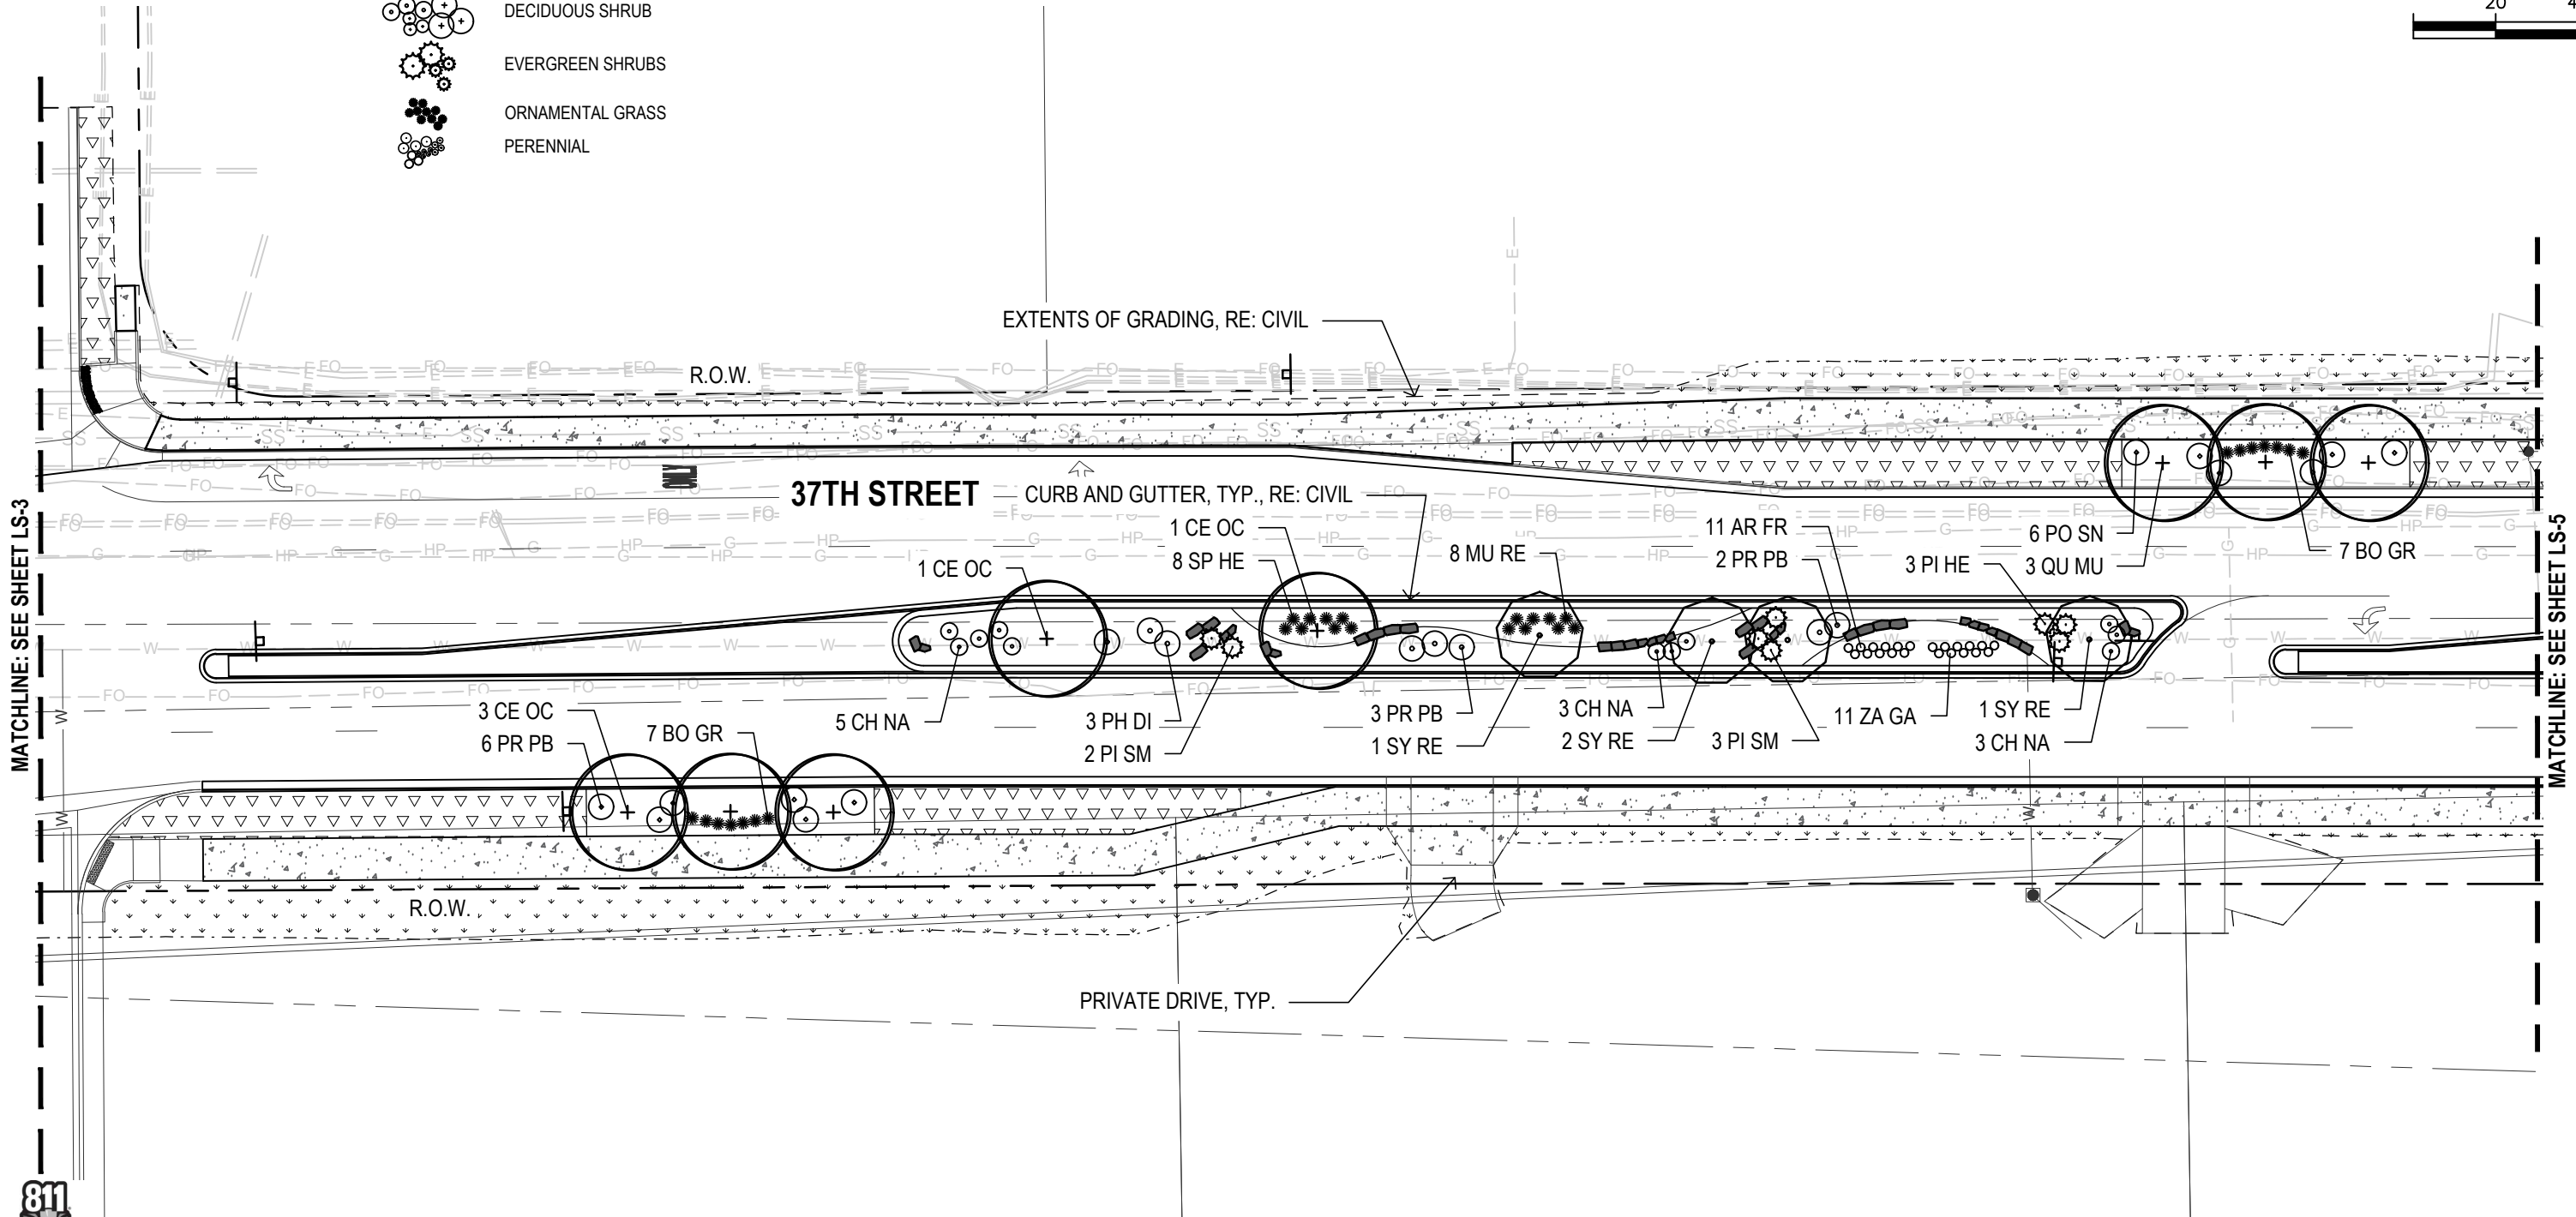 20
4
DECIDUOUS SHRUB
EVERGREEN SHRUBS
ORNAMENTAL GRASS
PERENNIAL
EXTENTS OF GRADING, RE: CIVIL
R.O.W.
37TH STREET
CURB AND GUTTER, TYP., RE: CIVIL
1 CE OC
1 CE OC
8 SP HE
8 MU RE
11 AR FR
2 PR PB
3 PI HE
6 PO SN
3 QU MU
7 BO GR
MATCHLINE: SEE SHEET LS-3
MATCHLINE: SEE SHEET LS-5
3 CE OC
6 PR PB
7 BO GR
5 CH NA
3 PH DI
2 PI SM
3 PR PB
1 SY RE
3 CH NA
2 SY RE
3 PI SM
11 ZA GA
1 SY RE
3 CH NA
R.O.W.
PRIVATE DRIVE, TYP.
811